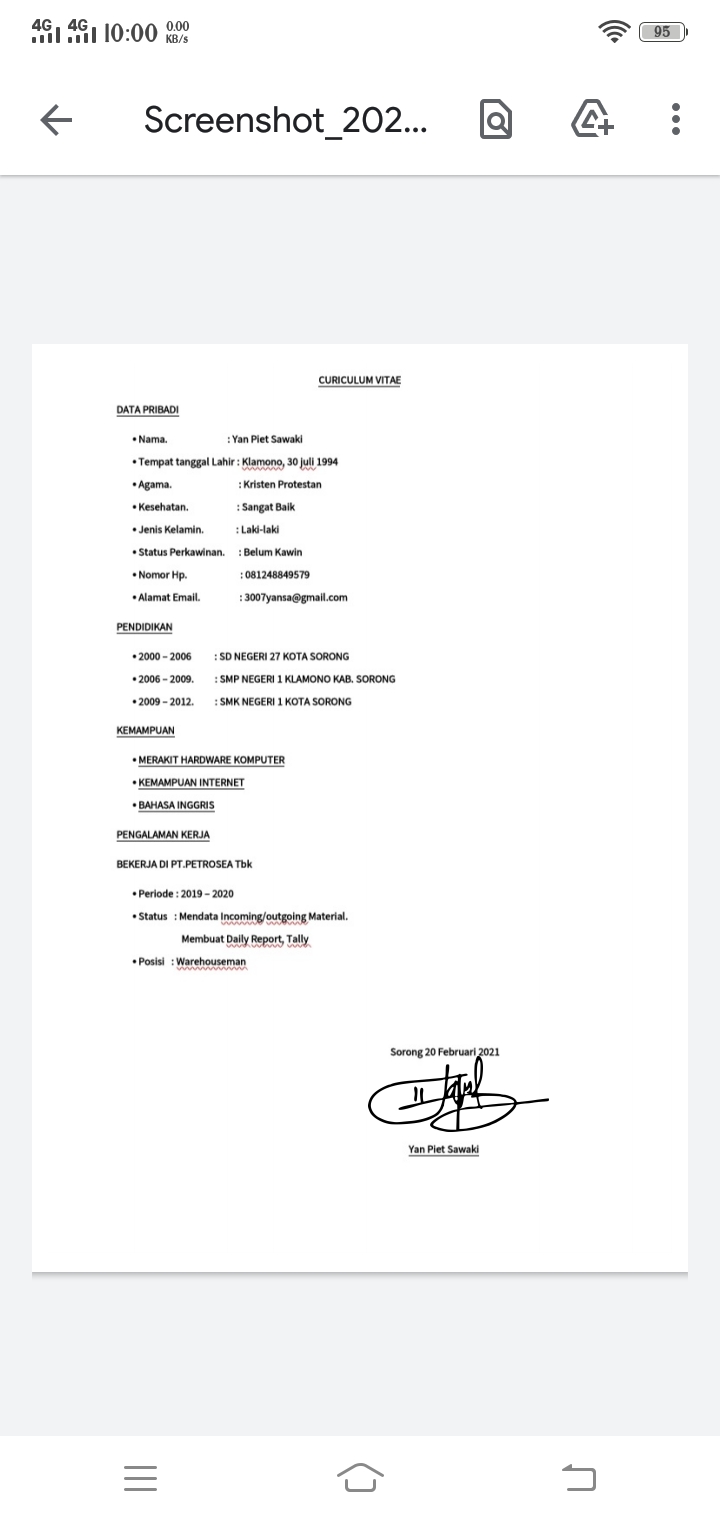 4G 4G 10:00 0.00 KB/s 95
Screenshot_202...
CURICULUM VITAE
DATA PRIBADI
• Nama. : Yan Piet Sawaki
• Tempat tanggal Lahir : Klamono, 30 juli 1994
• Agama. : Kristen Protestan
• Kesehatan. : Sangat Baik
• Jenis Kelamin. : Laki-laki
• Status Perkawinan. : Belum Kawin
• Nomor Hp. : 081248849579
• Alamat Email. : 3007yansa@gmail.com
PENDIDIKAN
• 2000 – 2006 : SD NEGERI 27 KOTA SORONG
• 2006 – 2009. : SMP NEGERI 1 KLAMONO KAB. SORONG
• 2009 – 2012. : SMK NEGERI 1 KOTA SORONG
KEMAMPUAN
• MERAKIT HARDWARE KOMPUTER
• KEMAMPUAN INTERNET
• BAHASA INGGRIS
PENGALAMAN KERJA
BEKERJA DI PT.PETROSEA Tbk
• Periode : 2019 – 2020
• Status : Mendata Incoming/outgoing Material.
Membuat Daily Report, Tally
• Posisi : Warehouseman
Sorong 20 Februari 2021
Yan Piet Sawaki